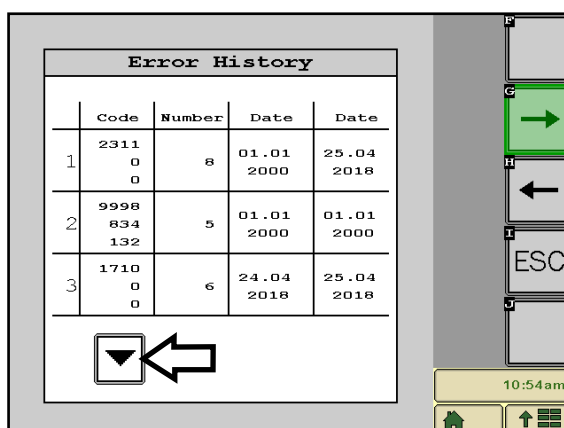 F
Error History
G
Code Number Date Date
1 2311 0 0 8 01.01 2000 25.04 2018
H
2 9998 834 132 5 01.01 2000 01.01 2000
I
ESC
3 1710 0 0 6 24.04 2018 25.04 2018
J
10:54am